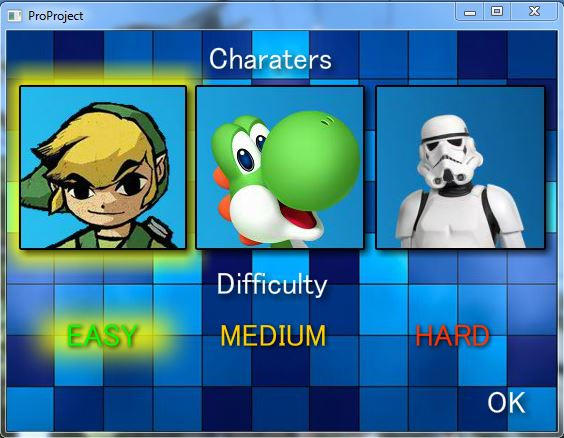 ProProject
Charaters
Difficulty
EASY MEDIUM HARD
OK